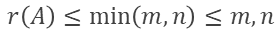 r(A) ≤ min(m, n) ≤ m, n